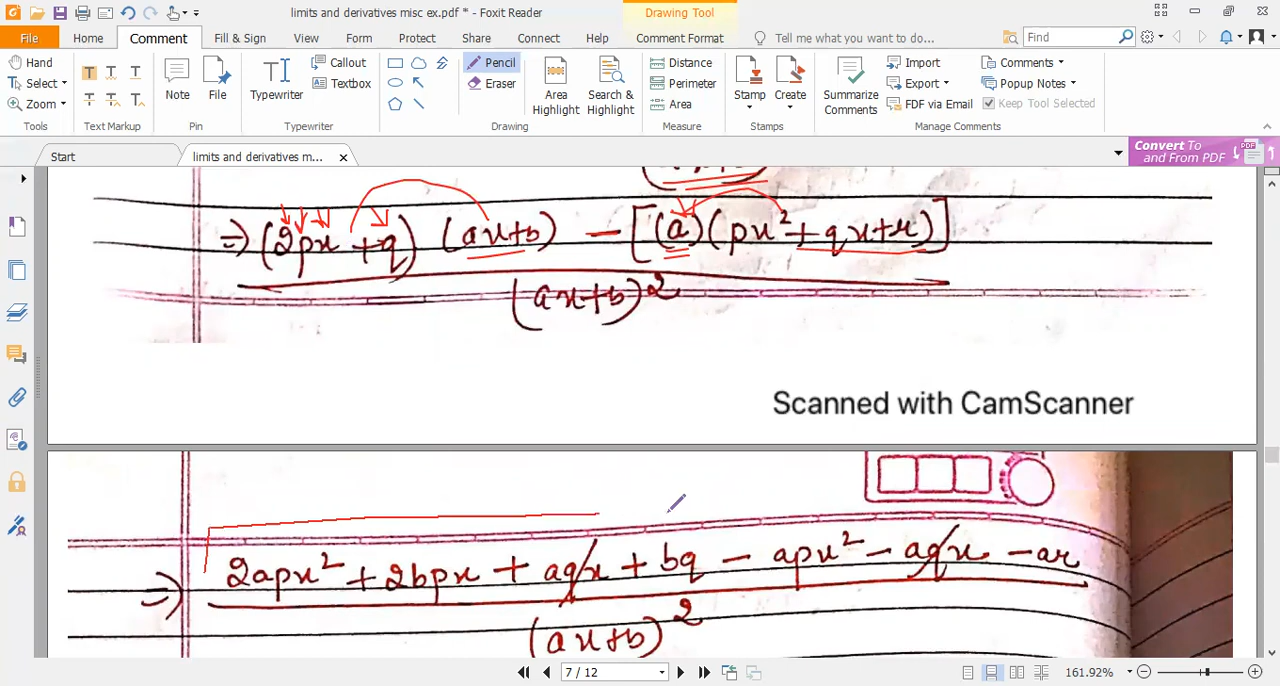 limits and derivatives misc ex.pdf * - Foxit Reader
Drawing Tool
File Home Comment Fill & Sign View Form Protect Share Connect Help Comment Format Tell me what you want to do... Find
Hand
Select
Zoom
Tools
T T T
T T T
Text Markup
Note File
Pin
Typewriter
Callout
Textbox
Typewriter
Pencil
Eraser
Drawing
Area Highlight
Search & Highlight
Distance
Perimeter
Area
Measure
Stamp Create
Stamps
Summarize Comments
Import
Export
FDF via Email
Comments
Popup Notes
Keep Tool Selected
Manage Comments
Start
limits and derivatives m...
Convert To
and From PDF
PDF
⇒ (2px + q) (ax+b) - [(a)(px²+qx+r)]
(ax+b)²
Scanned with CamScanner
⇒ 2apx² + 2bpx + aqx + bq - apx² - aqx - ar
(ax+b)²
7 / 12
161.92%